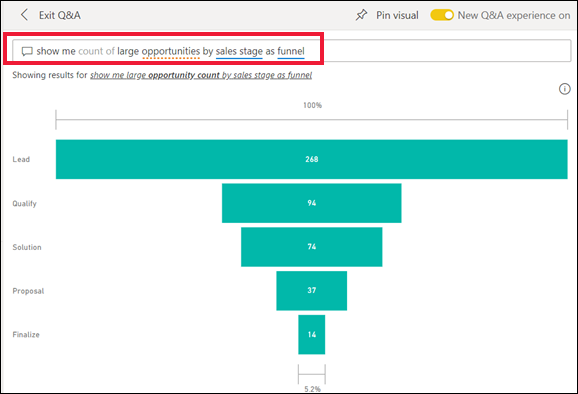 Exit Q&A
Pin visual
New Q&A experience on
show me count of large opportunities by sales stage as funnel
Showing results for show me large opportunity count by sales stage as funnel
100%
Lead 268
Qualify 94
Solution 74
Proposal 37
Finalize 14
5.2%